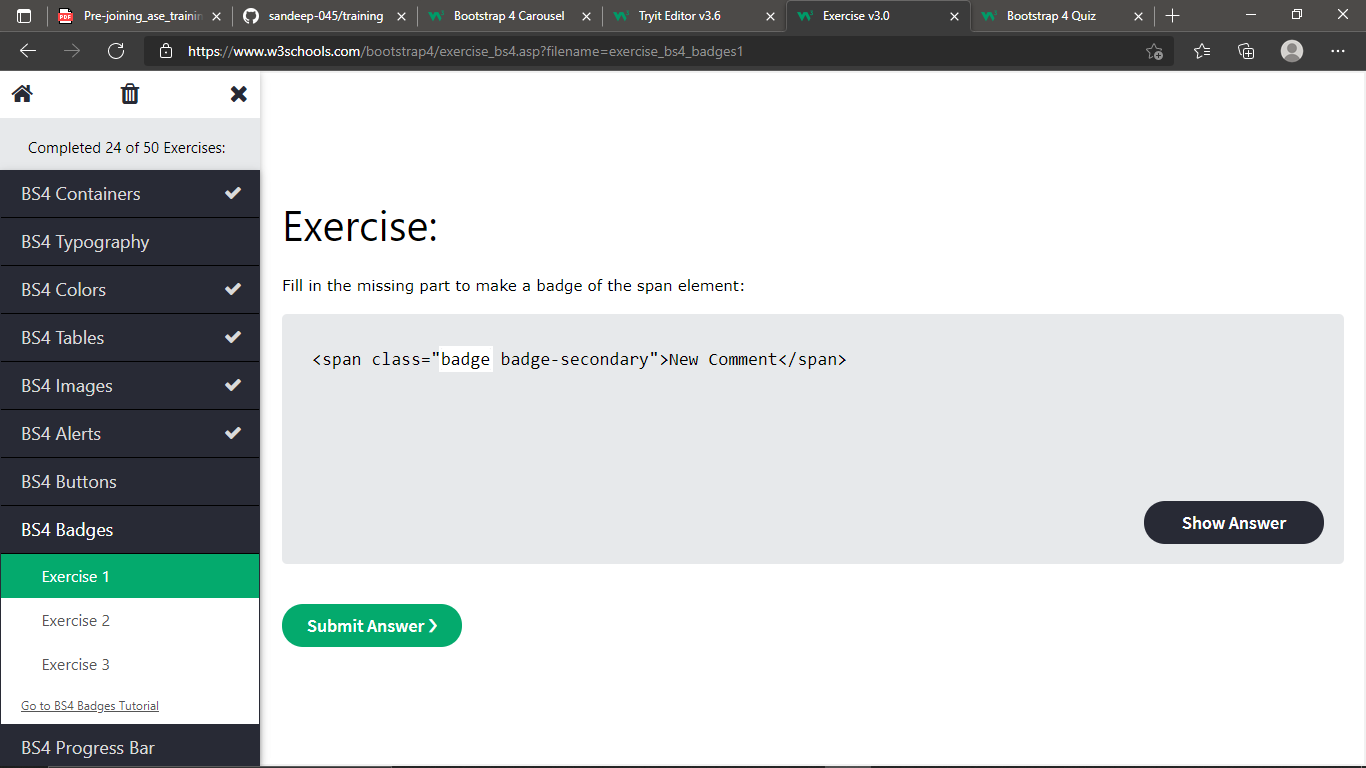 Pre-joining_ase_trainin
sandeep-045/training
Bootstrap 4 Carousel
Tryit Editor v3.6
Exercise v3.0
Bootstrap 4 Quiz
https://www.w3schools.com/bootstrap4/exercise_bs4.asp?filename=exercise_bs4_badges1
Completed 24 of 50 Exercises:
BS4 Containers
BS4 Typography
BS4 Colors
BS4 Tables
BS4 Images
BS4 Alerts
BS4 Buttons
BS4 Badges
Exercise 1
Exercise 2
Exercise 3
Go to BS4 Badges Tutorial
BS4 Progress Bar
Exercise:
Fill in the missing part to make a badge of the span element:
<span class="badge badge-secondary">New Comment</span>
Show Answer
Submit Answer ❯